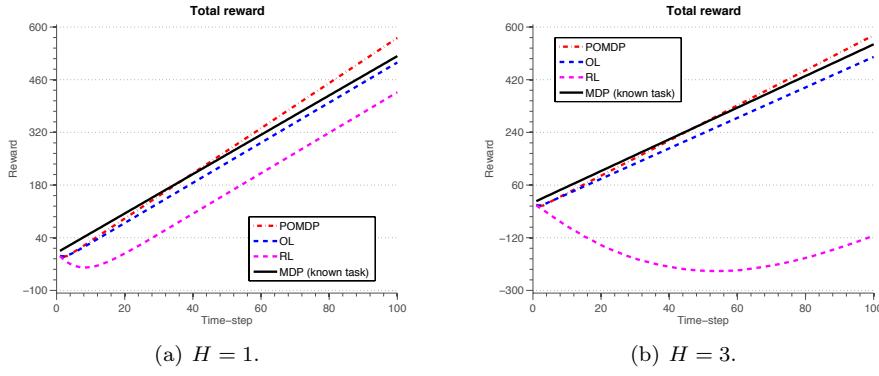 Total reward
600
460
320
180
40
−100
Reward
POMDP
OL
RL
MDP (known task)
0
20
40
60
80
100
Time−step
(a) H = 1.
Total reward
600
420
240
60
−120
−300
Reward
POMDP
OL
RL
MDP (known task)
0
20
40
60
80
100
Time−step
(b) H = 3.